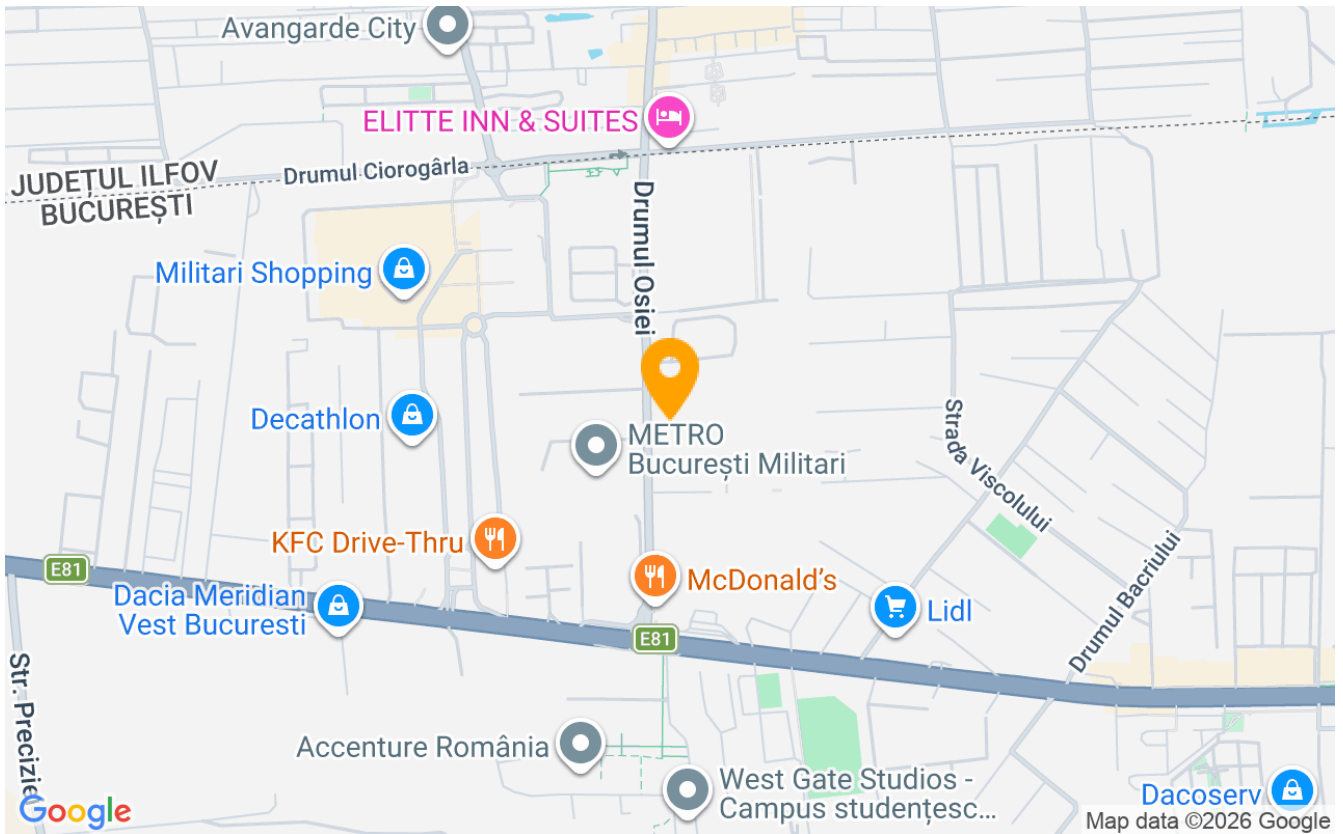 Avangarde City
ELITTE INN & SUITES
Drumul Ciorogârla
JUDEȚUL ILFOV
BUCUREȘTI
Drumul Osiei
Militari Shopping
Decathlon
METRO
București Militari
Strada Viscolului
KFC Drive-Thru
E81
McDonald's
Dacia Meridian
Vest Bucuresti
Lidl
Drumul Bacriului
E81
Str. Preciziei
Accenture România
West Gate Studios -
Campus studențesc...
Dacoserv
Google
Map data ©2026 Google